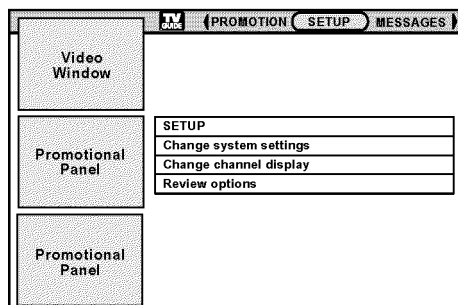 TV GUIDE PROMOTION SETUP MESSAGES
Video
Window
Promotional
Panel
SETUP
Change system settings
Change channel display
Review options
Promotional
Panel